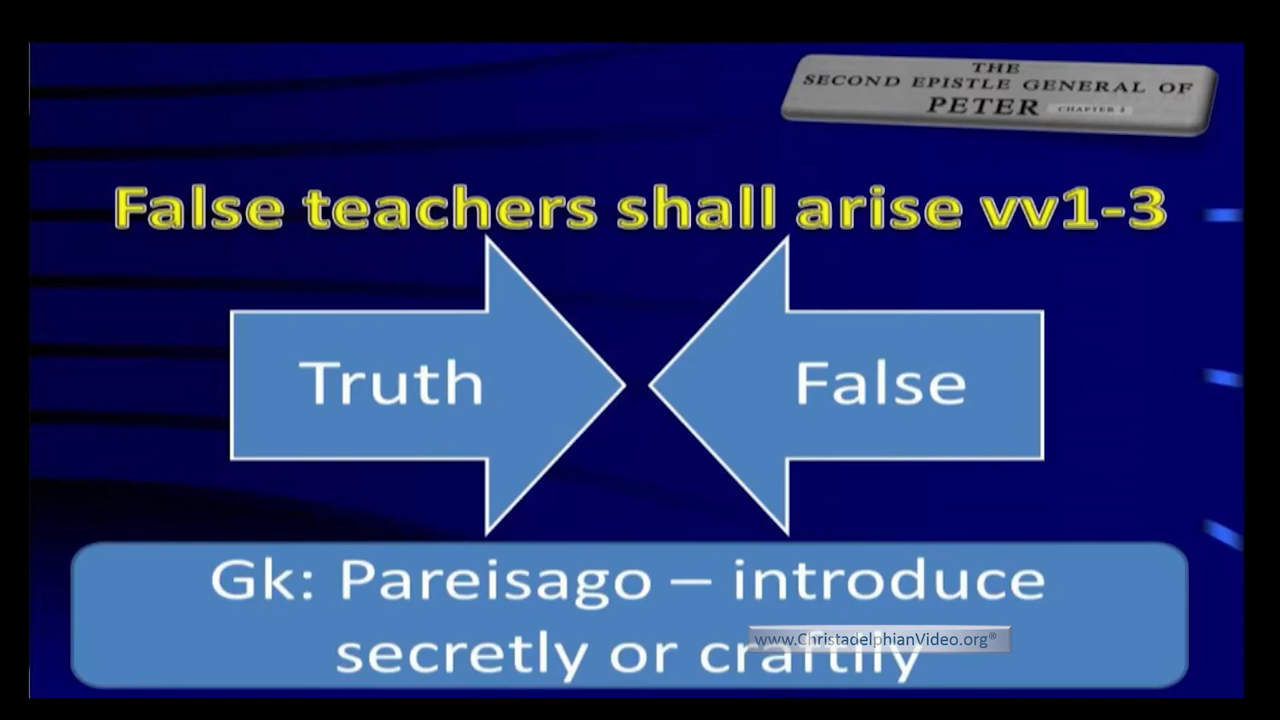 THE
SECOND EPISTLE GENERAL OF
PETER CHAPTER
False teachers shall arise vv1-3
Truth
False
Gk: Pareisago – introduce
secretly or craftily
www.ChristadelphianVideo.org®